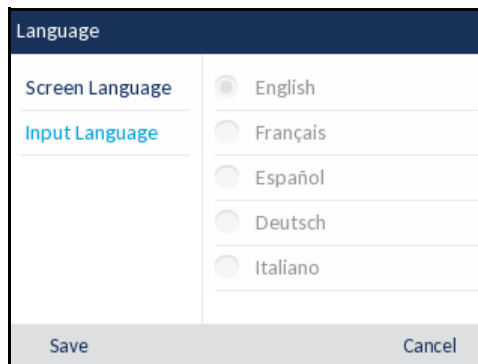 Language
Screen Language
Input Language
English
Français
Español
Deutsch
Italiano
Save
Cancel